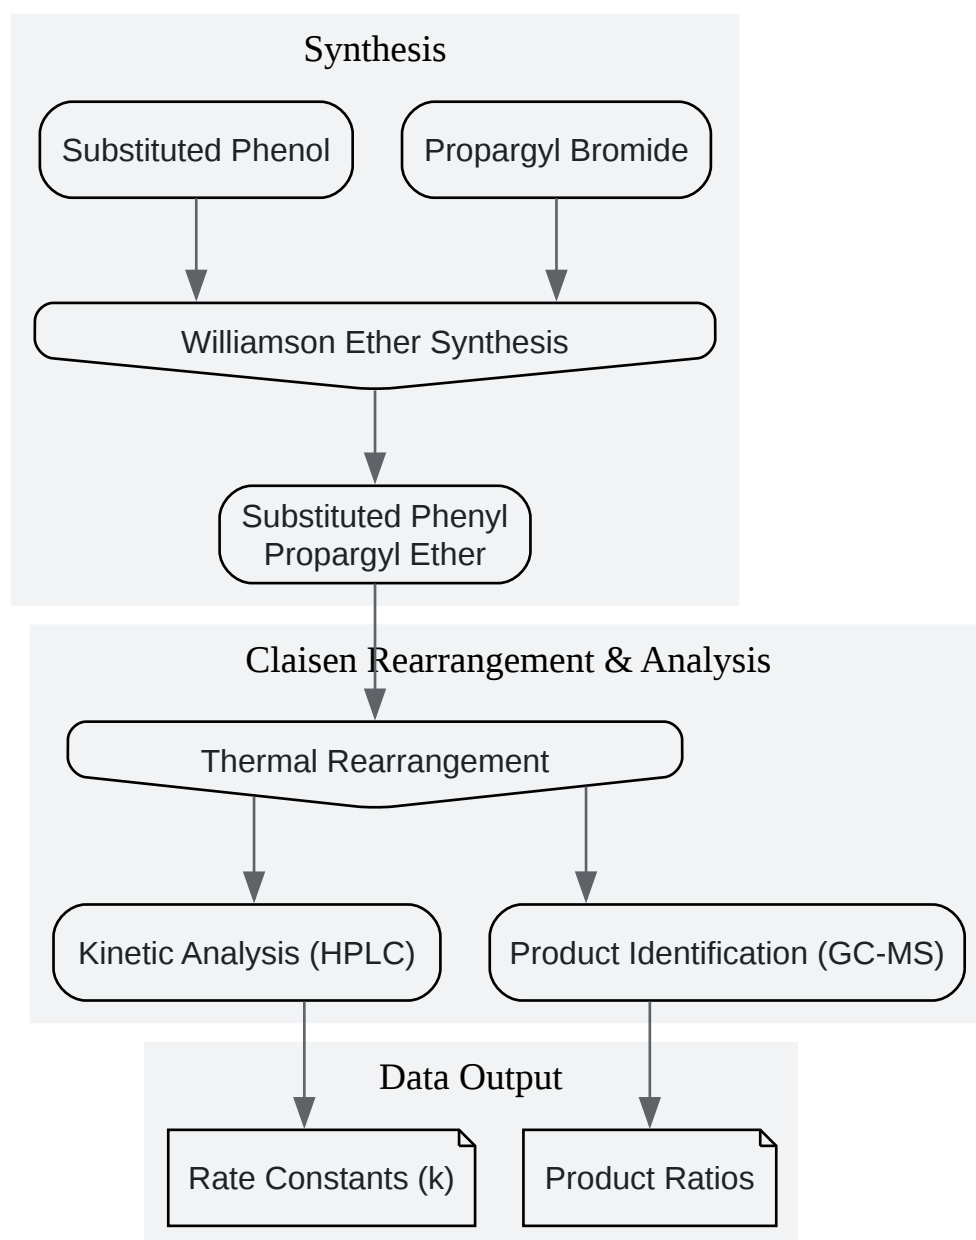 Synthesis
Substituted Phenol
Propargyl Bromide
Williamson Ether Synthesis
Substituted Phenyl
Propargyl Ether
Claisen Rearrangement & Analysis
Thermal Rearrangement
Kinetic Analysis (HPLC)
Product Identification (GC-MS)
Data Output
Rate Constants (k)
Product Ratios